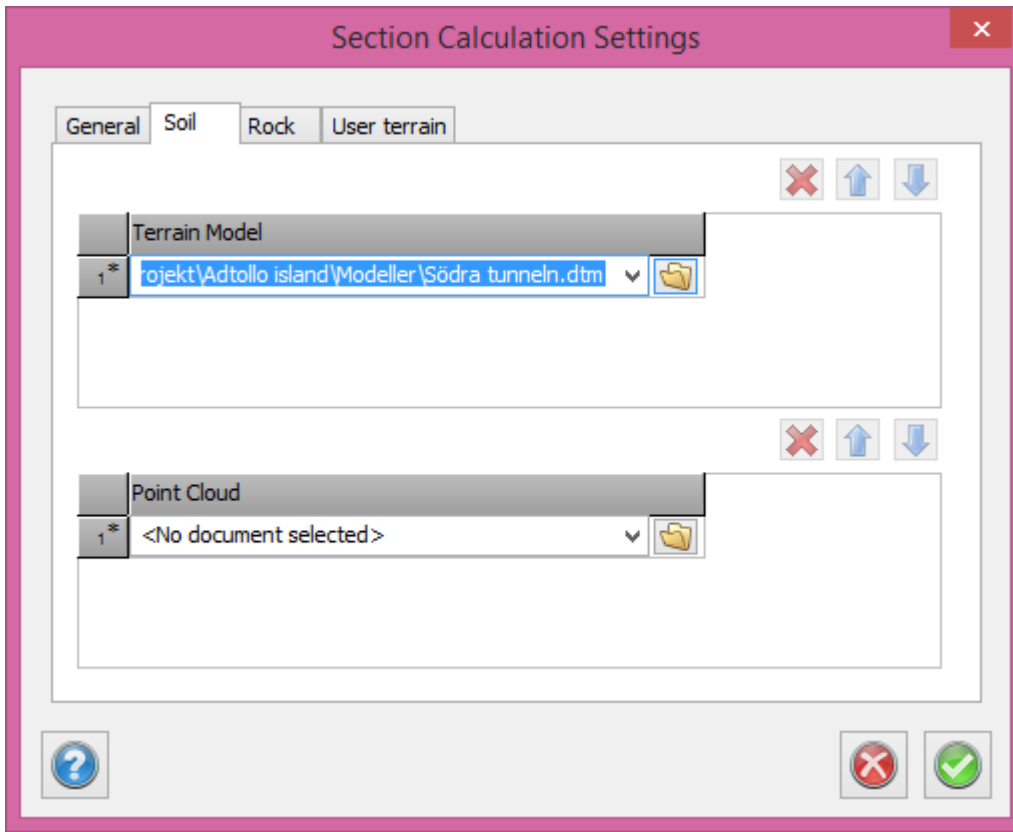 Section Calculation Settings
General Soil Rock User terrain
Terrain Model
1* rojekt\Adtollo island\Modeller\Södra tunneln.dtm
Point Cloud
1* <No document selected>